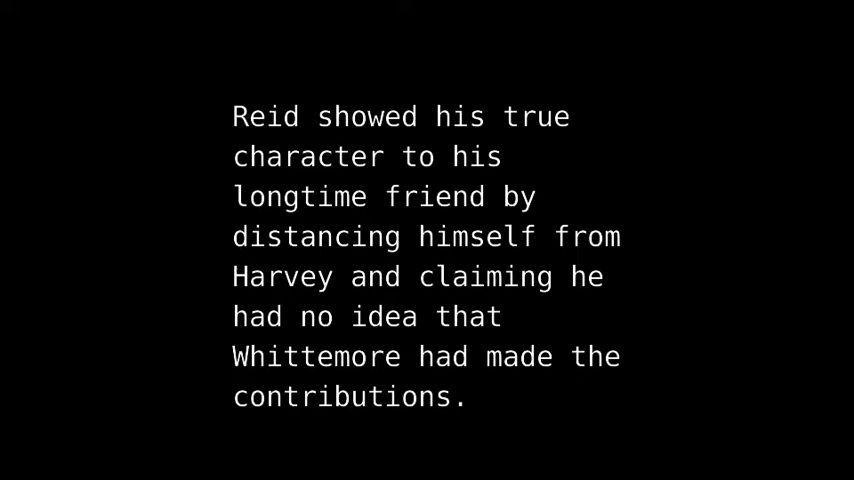 Reid showed his true
character to his
longtime friend by
distancing himself from
Harvey and claiming he
had no idea that
Whittemore had made the
contributions.